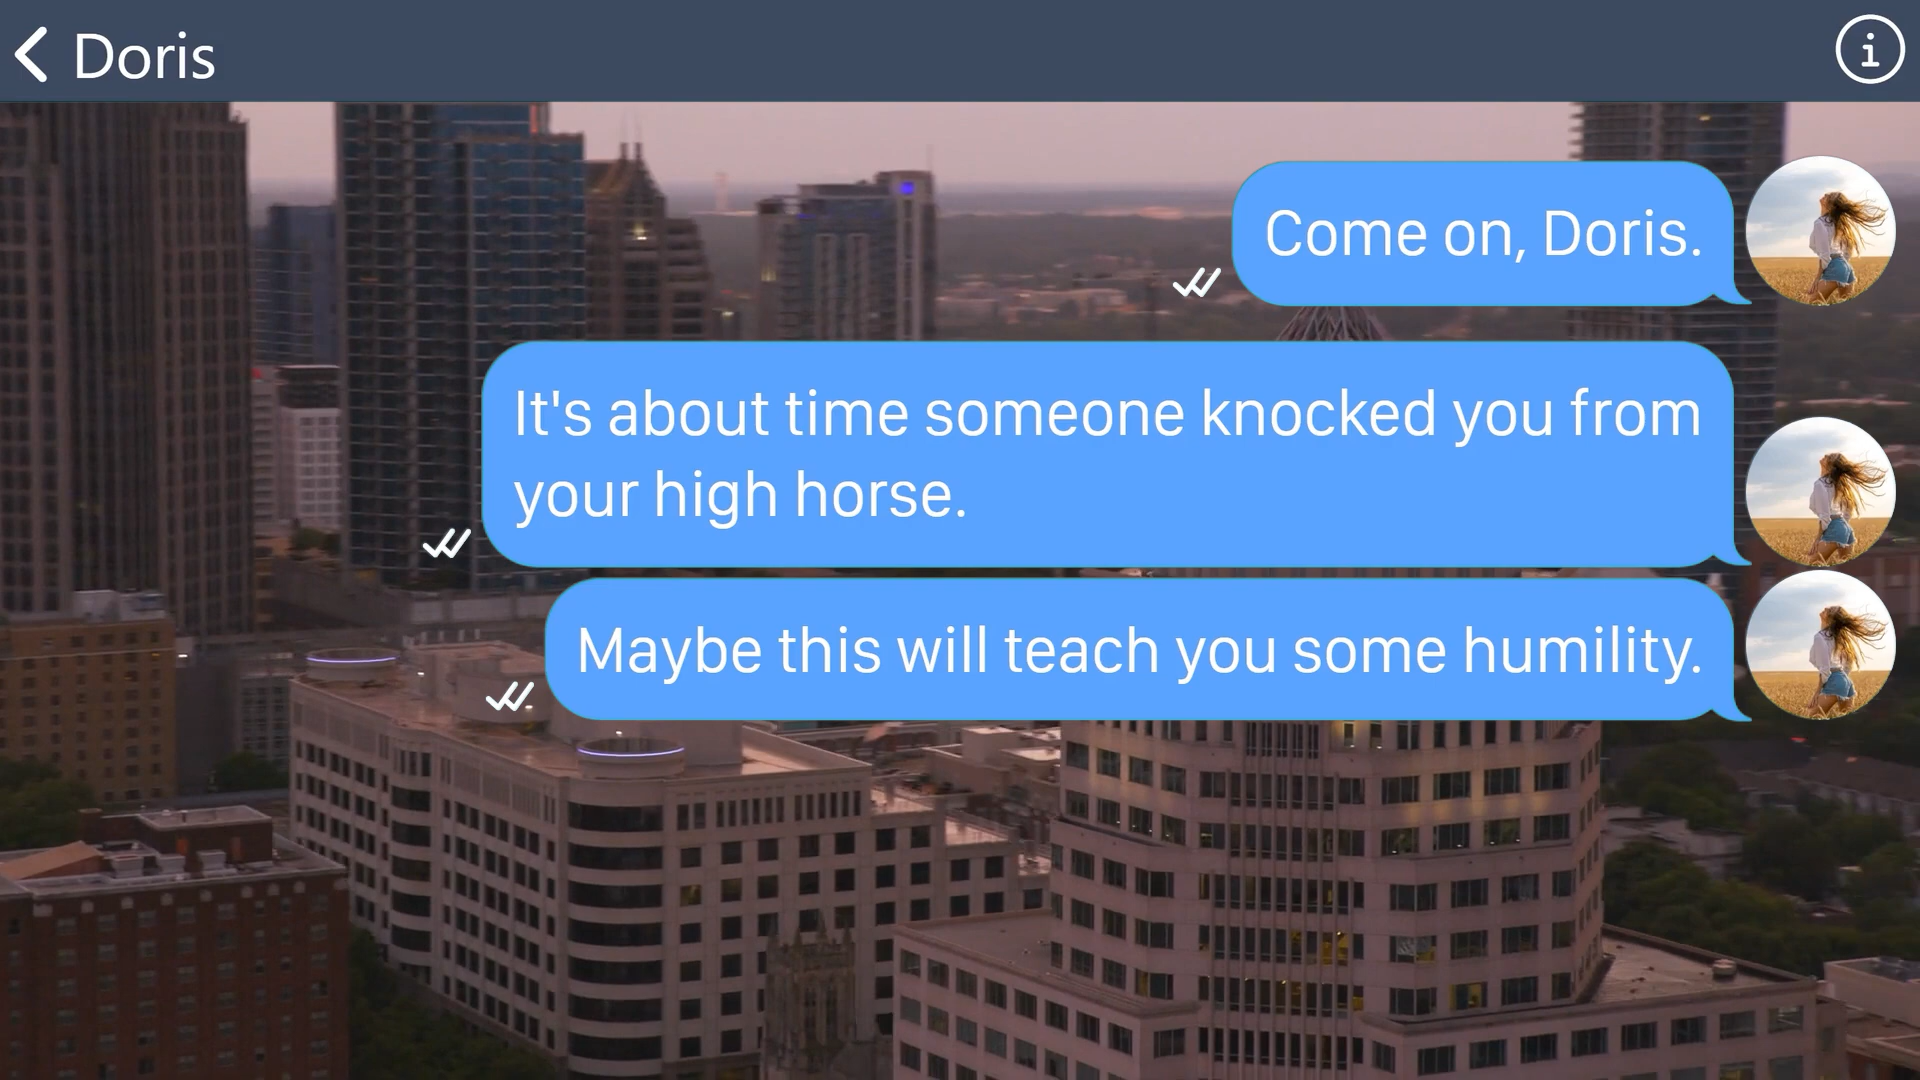 Doris
Come on, Doris.
It's about time someone knocked you from
your high horse.
Maybe this will teach you some humility.